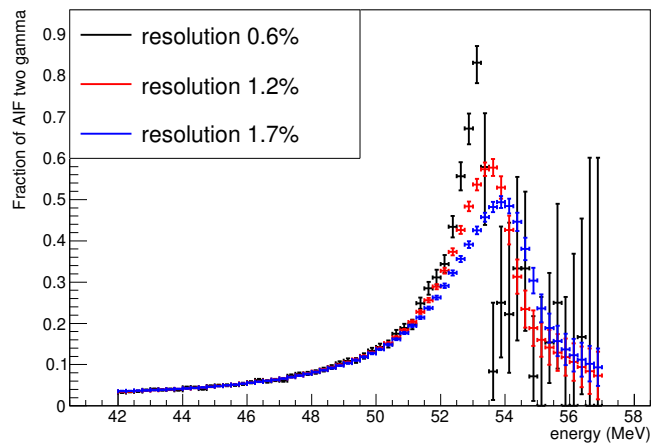 Fraction of AIF two gamma
0.9
0.8
0.7
0.6
0.5
0.4
0.3
0.2
0.1
0
resolution 0.6%
resolution 1.2%
resolution 1.7%
42 44 46 48 50 52 54 56 58
energy (MeV)